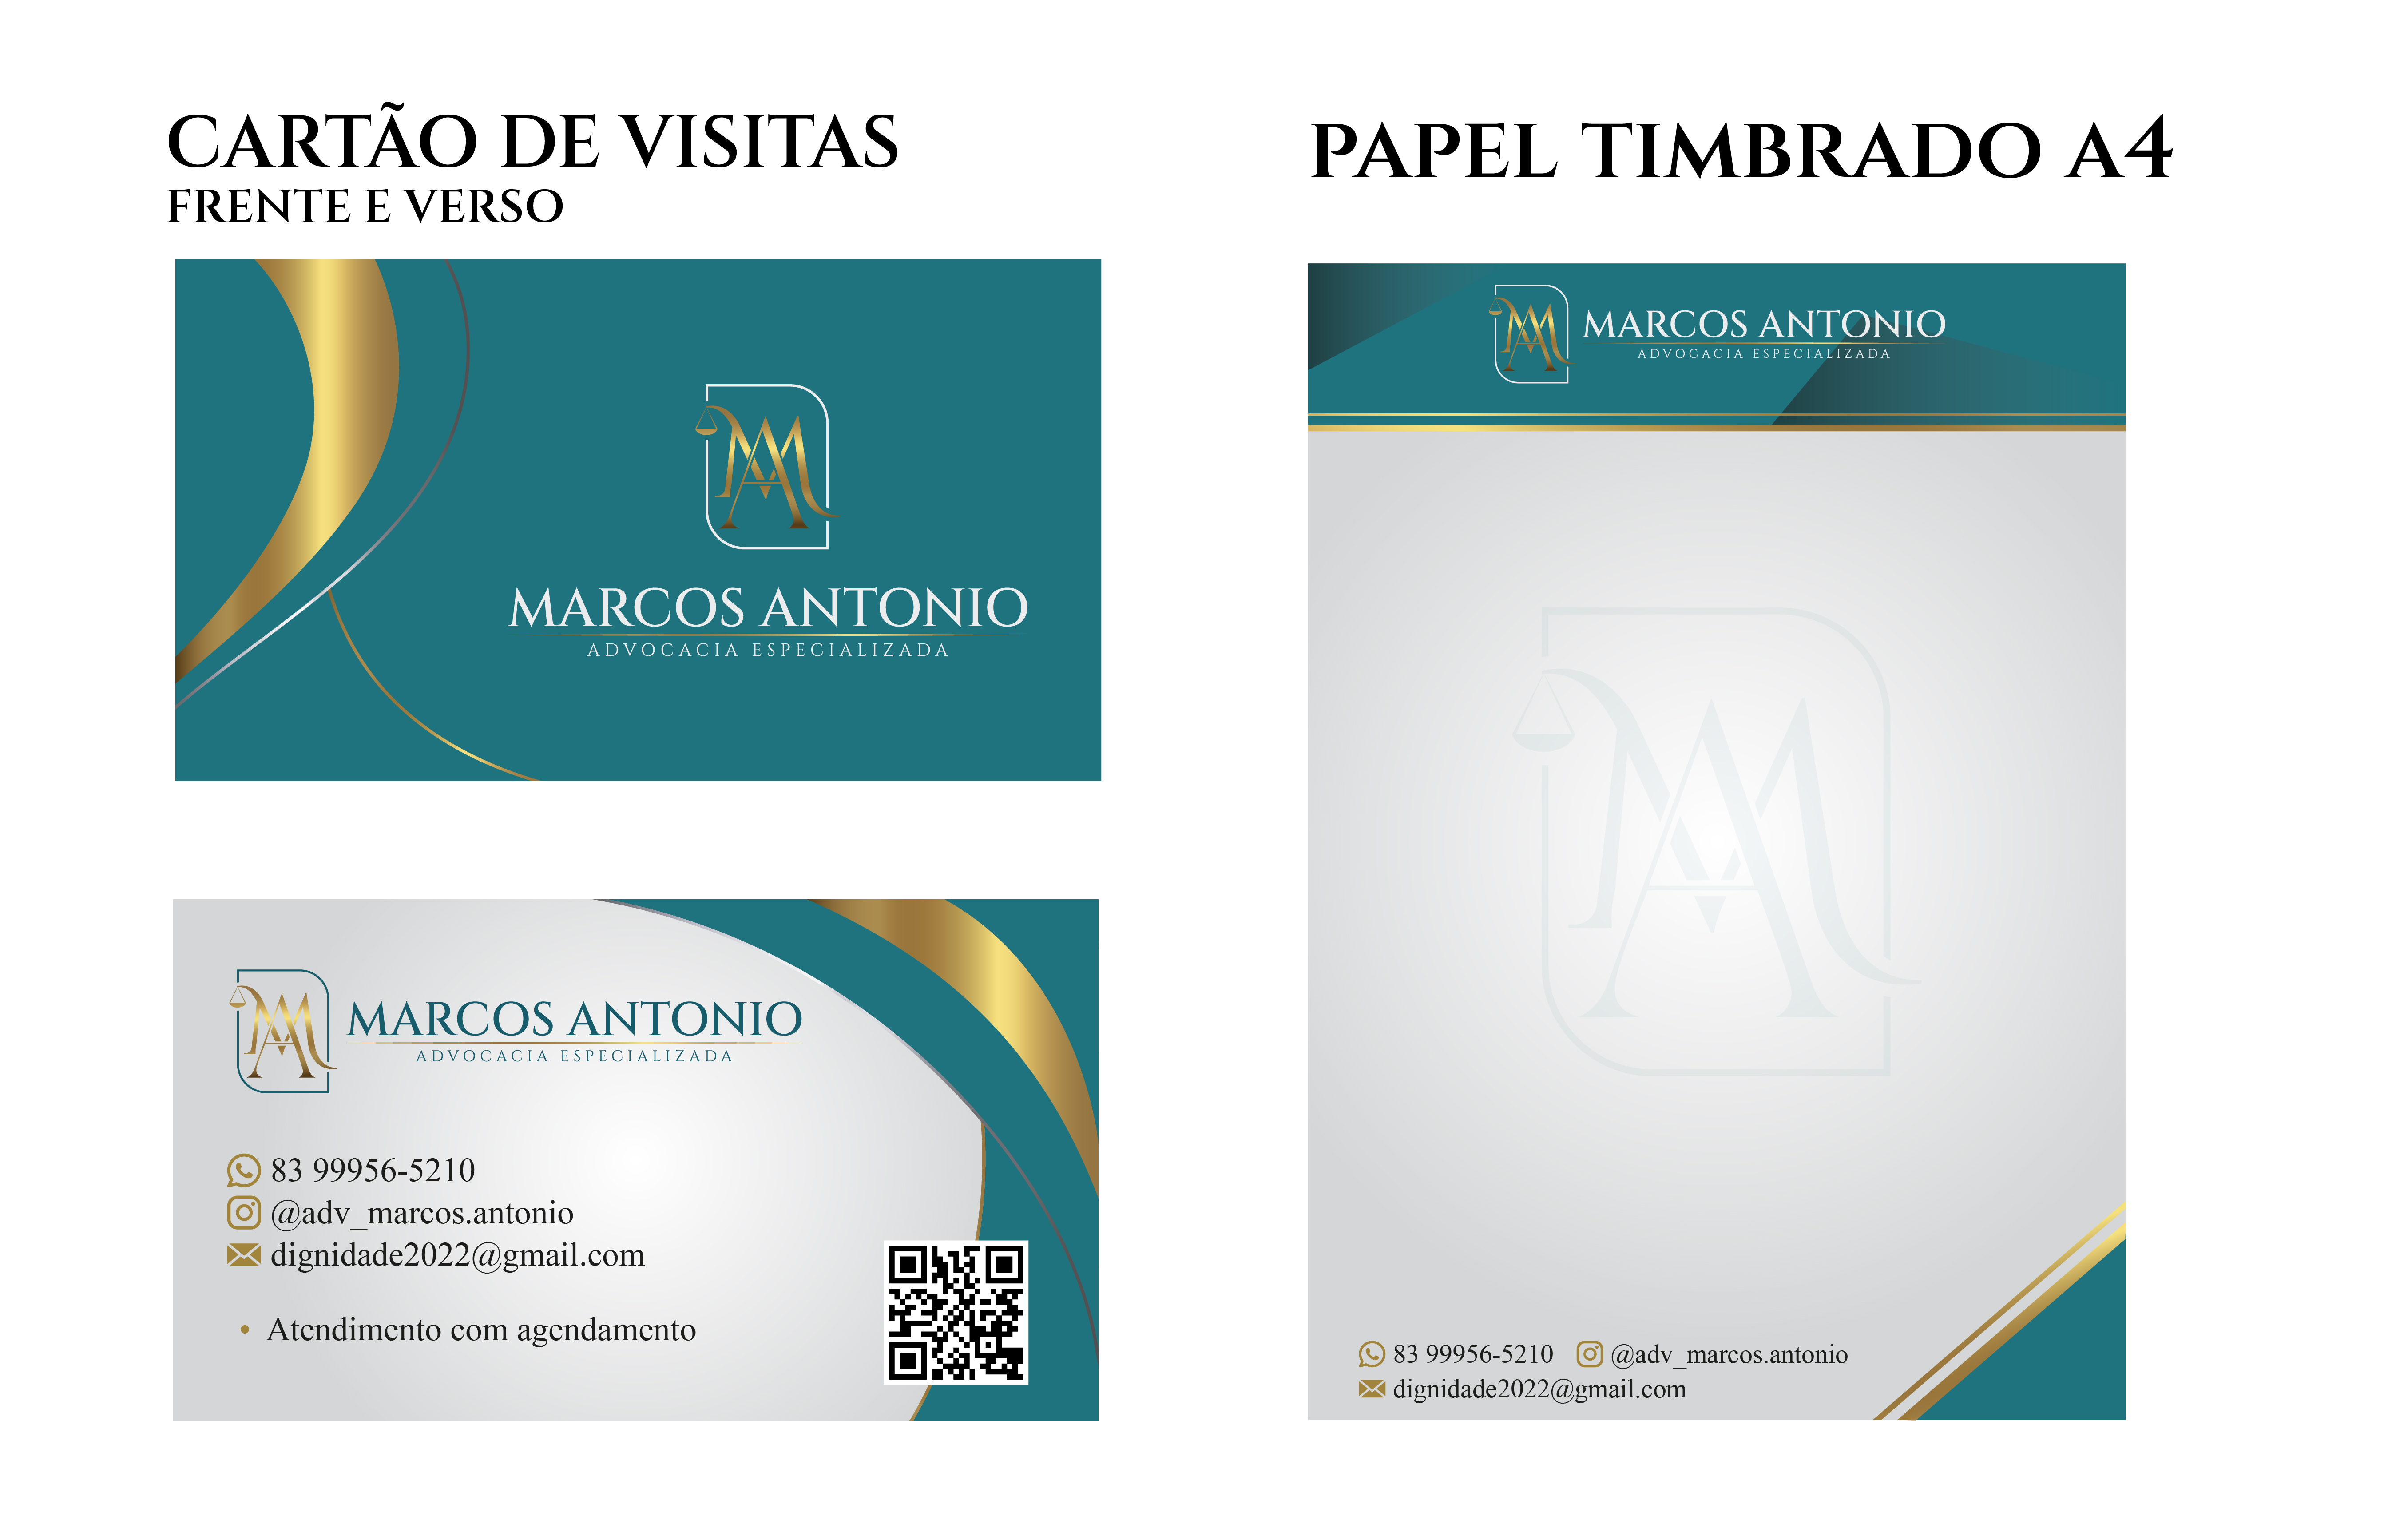 CARTÃO DE VISITAS
FRENTE E VERSO
MARCOS ANTONIO
ADVOCACIA ESPECIALIZADA
MARCOS ANTONIO
ADVOCACIA ESPECIALIZADA
83 99956-5210
@adv_marcos.antonio
dignidade2022@gmail.com
• Atendimento com agendamento
PAPEL TIMBRADO A4
MARCOS ANTONIO
ADVOCACIA ESPECIALIZADA
83 99956-5210 @adv_marcos.antonio
dignidade2022@gmail.com